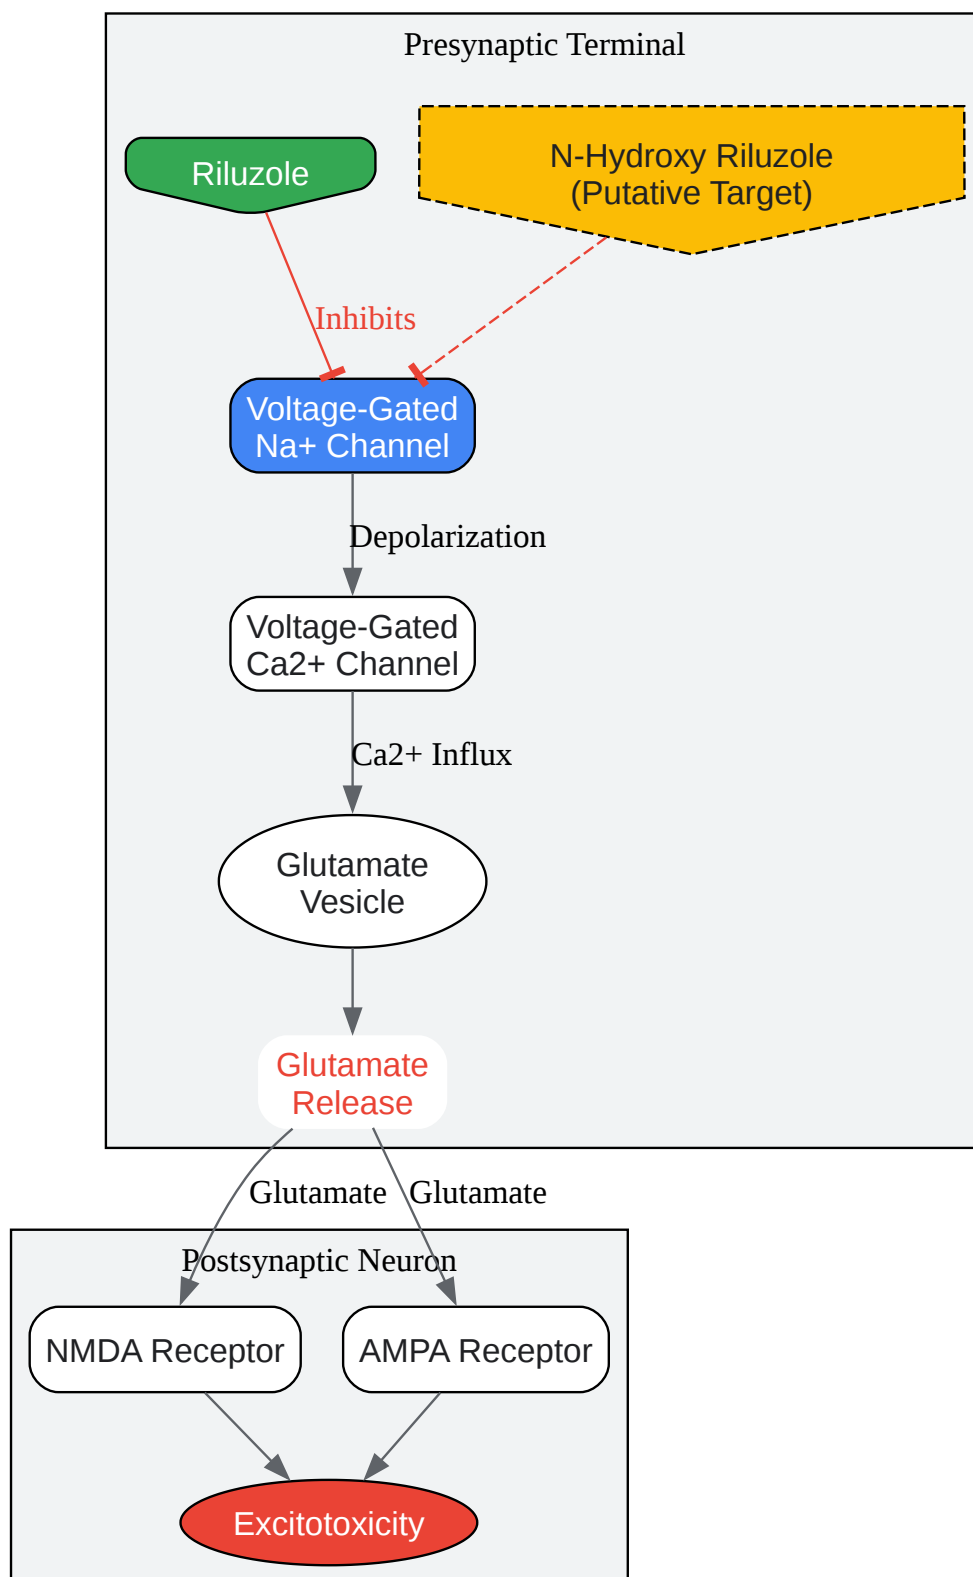 Presynaptic Terminal
Riluzole
N-Hydroxy Riluzole
(Putative Target)
Inhibits
Voltage-Gated
Na+ Channel
Depolarization
Voltage-Gated
Ca2+ Channel
Ca2+ Influx
Glutamate
Vesicle
Glutamate
Release
Glutamate
Glutamate
Postsynaptic Neuron
NMDA Receptor
AMPA Receptor
Excitotoxicity